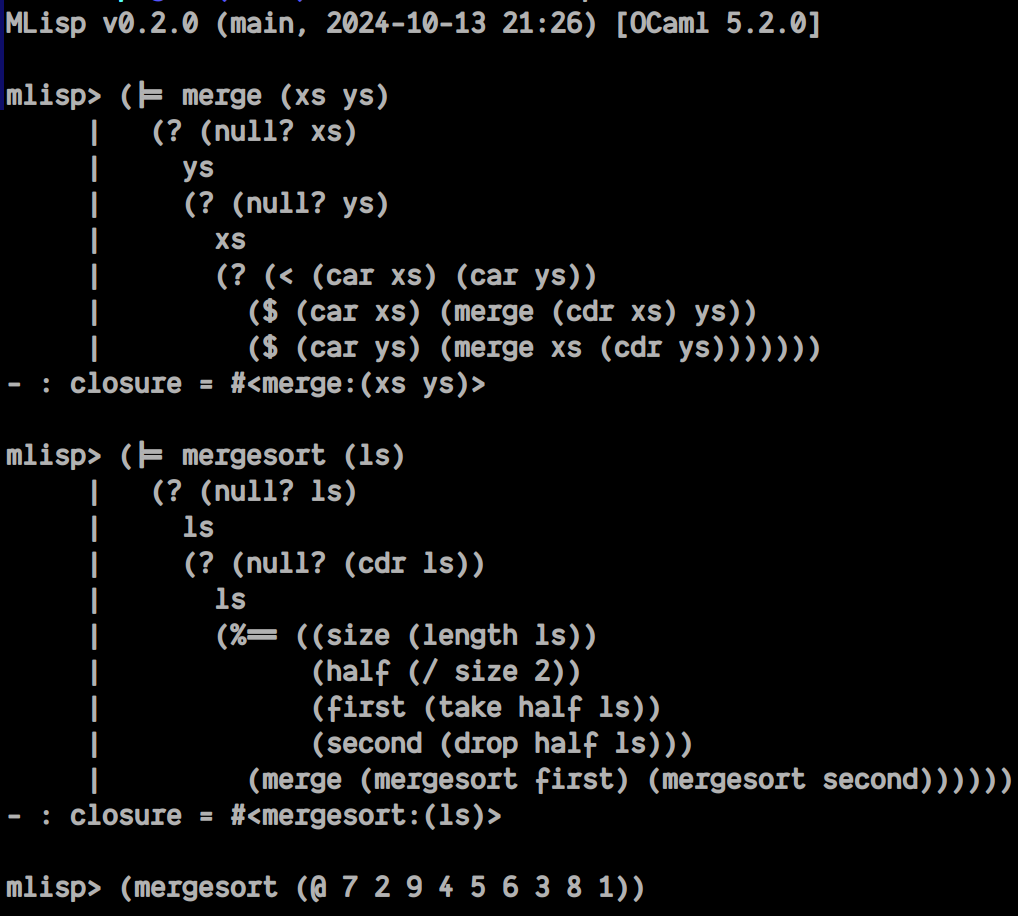 MLisp v0.2.0 (main, 2024-10-13 21:26) [OCaml 5.2.0]
mlisp> (|= merge (xs ys)
| (? (null? xs)
| ys
| (? (null? ys)
| xs
| (? (< (car xs) (car ys))
| ($ (car xs) (merge (cdr xs) ys))
| ($ (car ys) (merge xs (cdr ys)))))))
- : closure = #<merge:(xs ys)>
mlisp> (|= mergesort (ls)
| (? (null? ls)
| ls
| (? (null? (cdr ls))
| ls
| (%== ((size (length ls))
| (half (/ size 2))
| (first (take half ls))
| (second (drop half ls)))
| (merge (mergesort first) (mergesort second))))))
- : closure = #<mergesort:(ls)>
mlisp> (mergesort (@ 7 2 9 4 5 6 3 8 1))